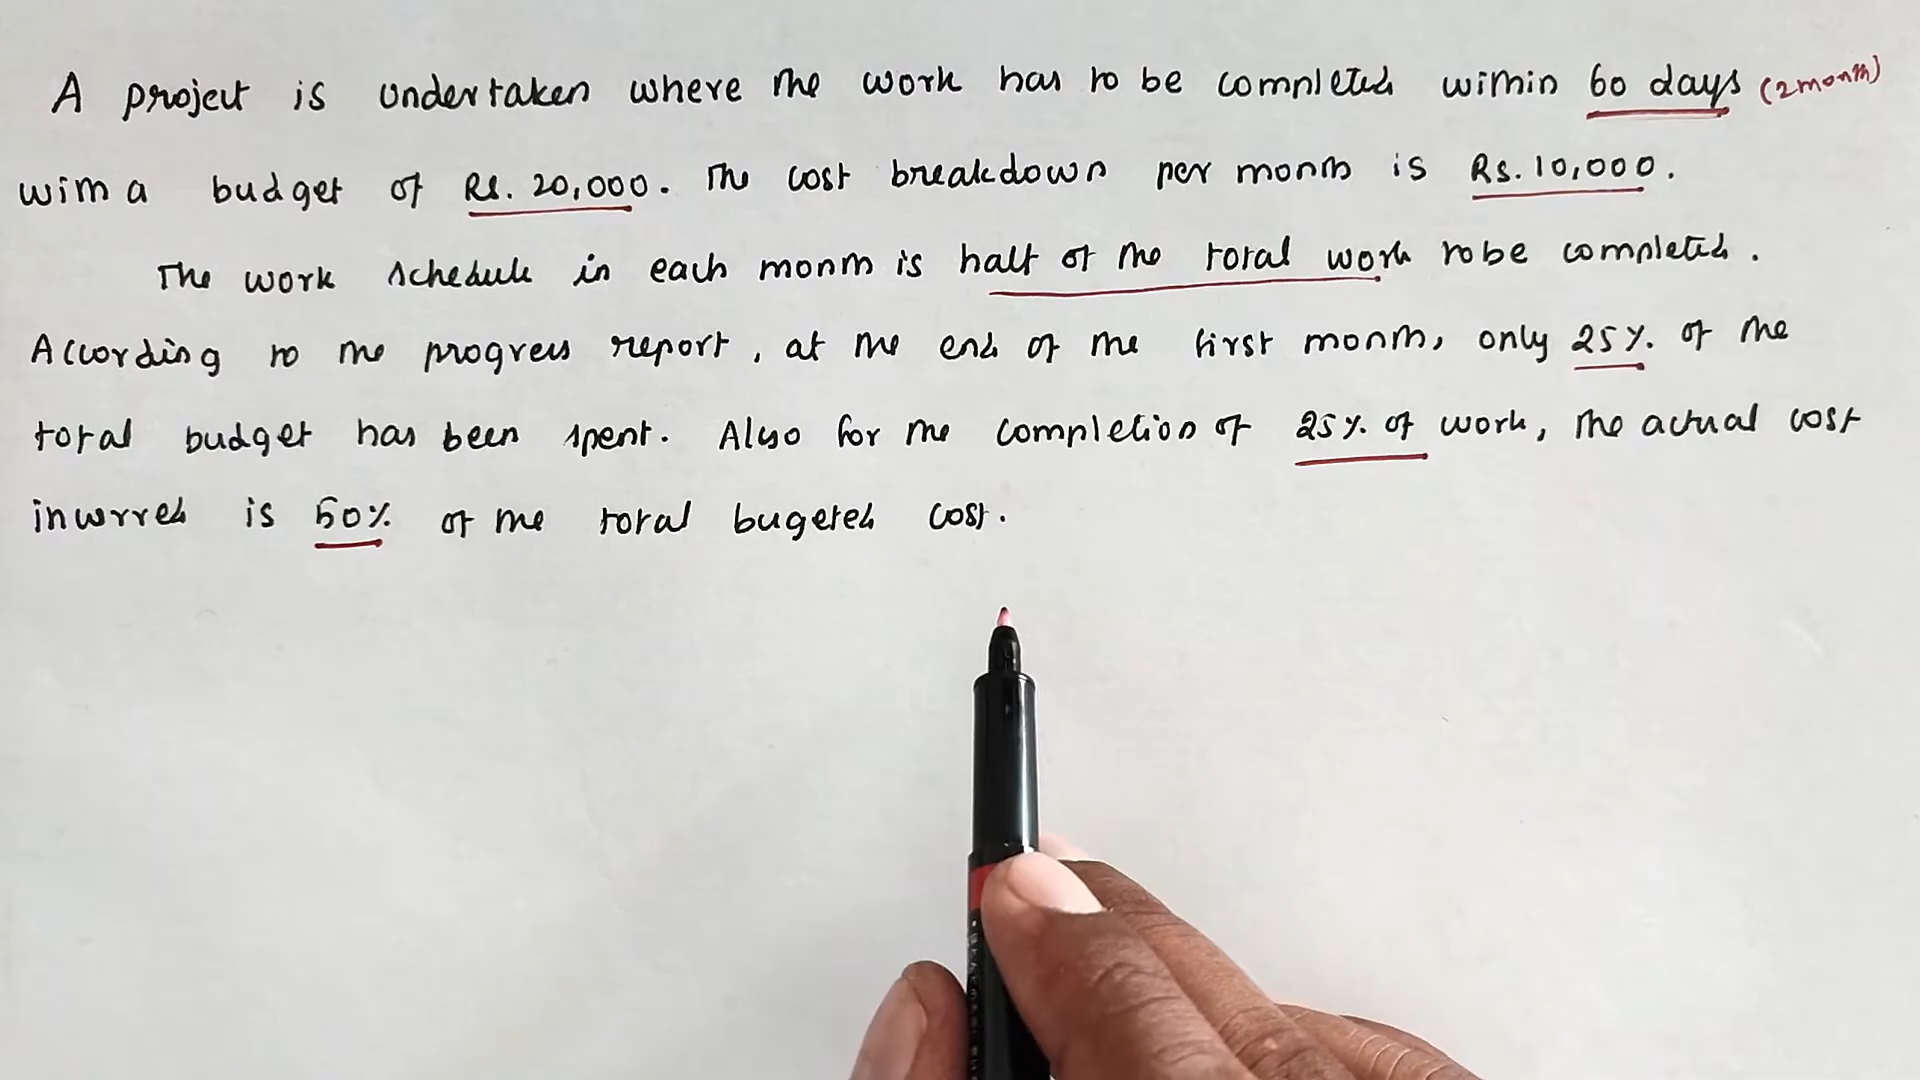 A project is undertaken where the work has to be completed within 60 days (2 month)
with a budget of Rs. 20,000. The cost breakdown per month is Rs. 10,000.
The work schedule in each month is half of the total work to be completed.
According to the progress report, at the end of the first month, only 25% of the
total budget has been spent. Also for the completion of 25% of work, the actual cost
incurred is 50% of the total bugeted cost.